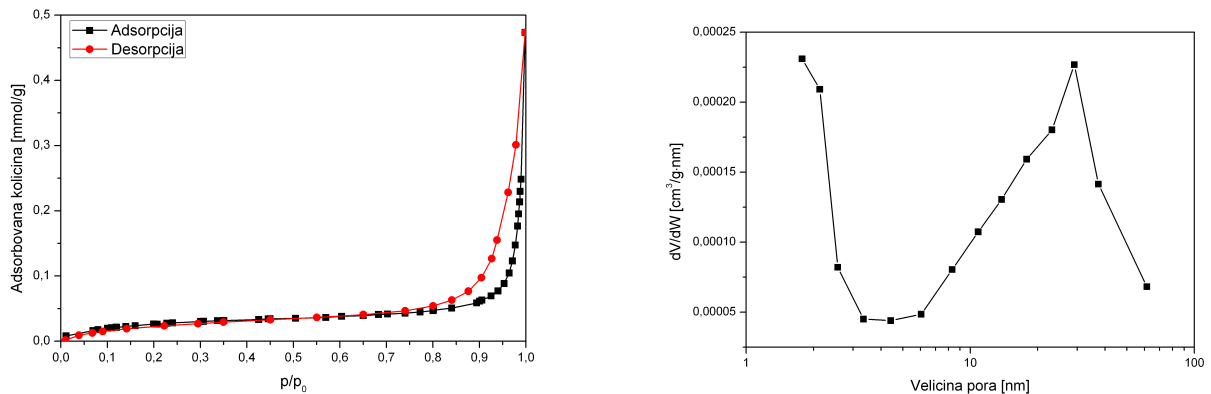 Adsorpcija
Desorpcija
Adsorbovana kolicina [mmol/g]
0,5
0,4
0,3
0,2
0,1
0,0
0,0 0,1 0,2 0,3 0,4 0,5 0,6 0,7 0,8 0,9 1,0
p/p₀
dV/dW [cm³/g·nm]
0,00025
0,00020
0,00015
0,00010
0,00005
1 10 100
Velicina pora [nm]